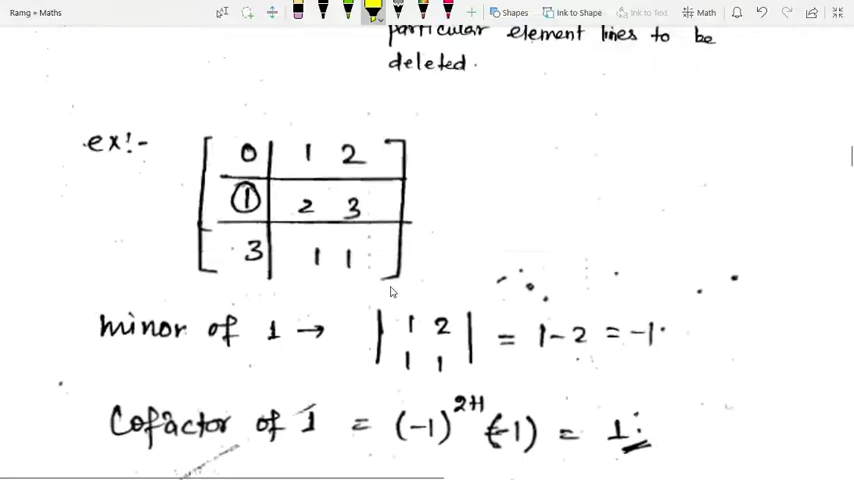 Ramg » Maths
Shapes Ink to Shape Ink to Text Math
particular element lines to be
deleted.
ex:-
0 1 2
1 2 3
3 1 1
minor of 1 → | 1 2 | = 1-2 = -1.
| 1 1 |
Cofactor of 1 = (-1)^2+1 (-1) = 1.